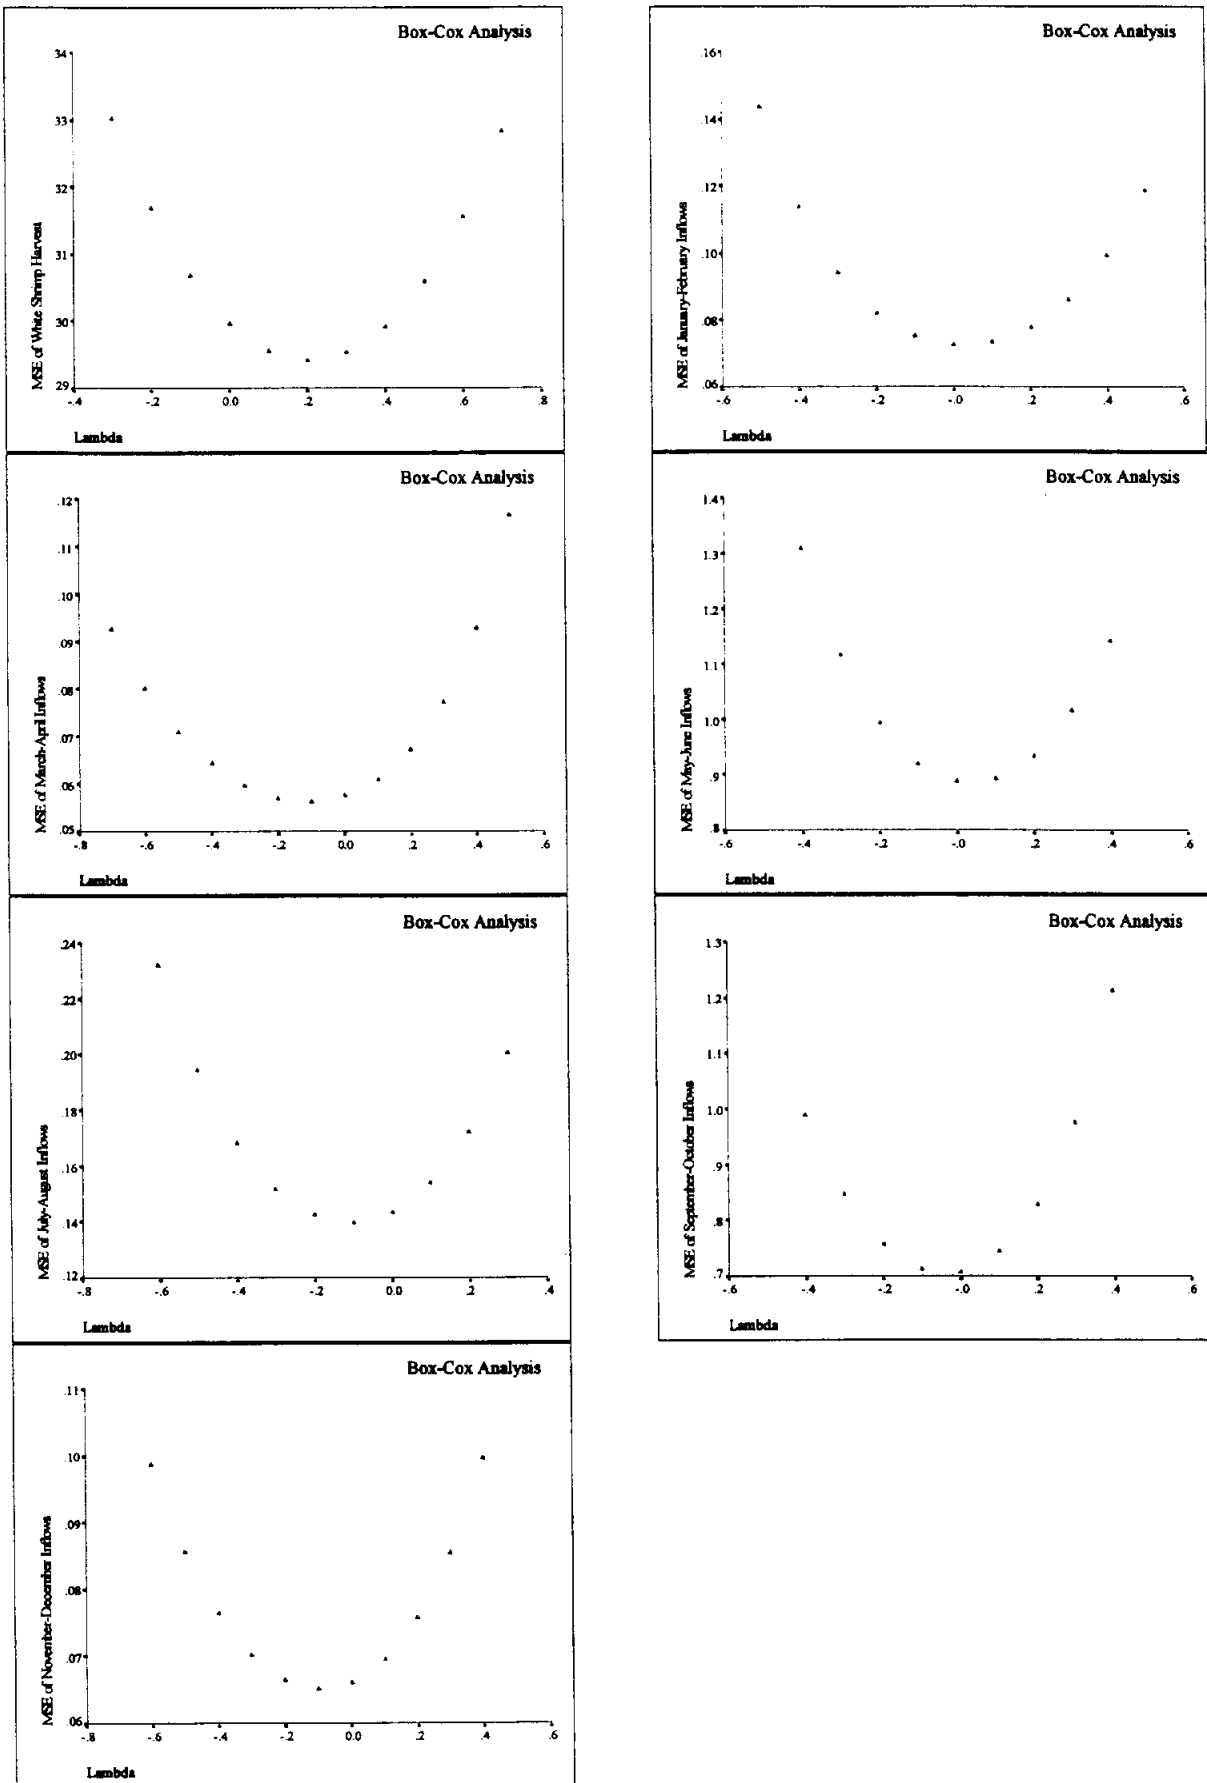 Box-Cox Analysis
34
33
32
31
30
29
MSE of White Shrimp Harvest
-.4 -.2 0.0 .2 .4 .6 .8
Lambda
Box-Cox Analysis
.16
.14
.12
.10
.08
.06
MSE of January-February Inflows
-.6 -.4 -.2 -.0 .2 .4 .6
Lambda
Box-Cox Analysis
.12
.11
.10
.09
.08
.07
.06
.05
MSE of March-April Inflows
-.8 -.6 -.4 -.2 0.0 .2 .4 .6
Lambda
Box-Cox Analysis
1.4
1.3
1.2
1.1
1.0
.9
.8
MSE of May-June Inflows
-.6 -.4 -.2 -.0 .2 .4 .6
Lambda
Box-Cox Analysis
.24
.22
.20
.18
.16
.14
.12
MSE of July-August Inflows
-.8 -.6 -.4 -.2 0.0 .2 .4
Lambda
Box-Cox Analysis
1.3
1.2
1.1
1.0
.9
.8
.7
MSE of September-October Inflows
-.6 -.4 -.2 -.0 .2 .4 .6
Lambda
Box-Cox Analysis
.11
.10
.09
.08
.07
.06
MSE of November-December Inflows
-.8 -.6 -.4 -.2 0.0 .2 .4 .6
Lambda